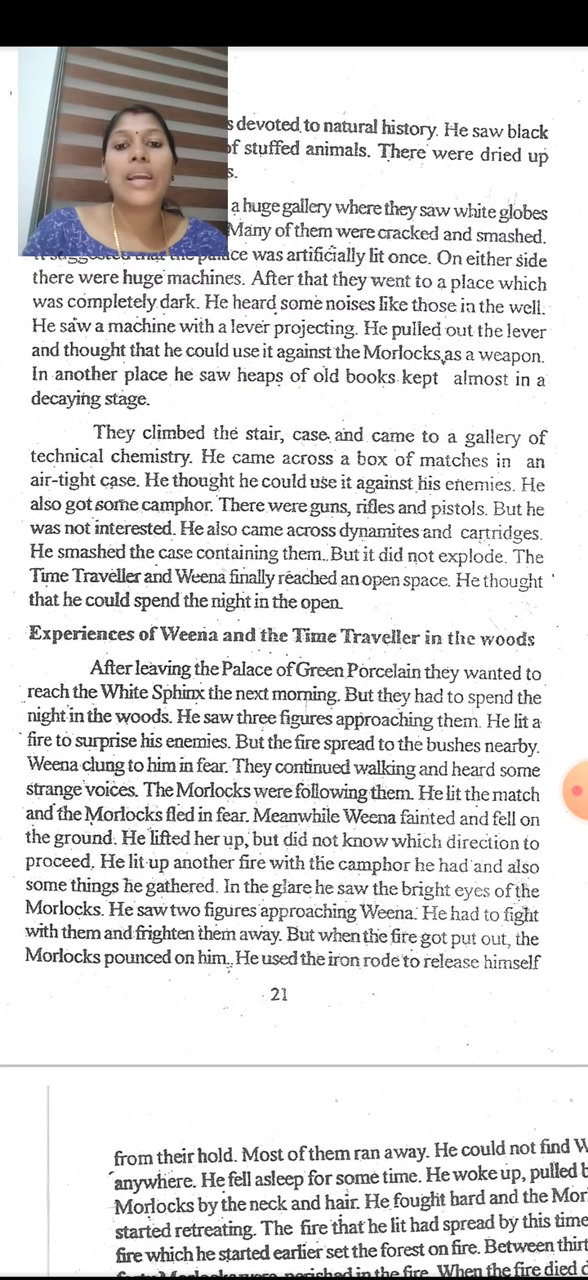 devoted to natural history. He saw black
of stuffed animals. There were dried up
a huge gallery where they saw white globes
Many of them were cracked and smashed.
was artificially lit once. On either side
there were huge machines. After that they went to a place which
was completely dark. He heard some noises like those in the well.
He saw a machine with a lever projecting. He pulled out the lever
and thought that he could use it against the Morlocks, as a weapon.
In another place he saw heaps of old books kept almost in a
decaying stage.
They climbed the stair, case and came to a gallery of
technical chemistry. He came across a box of matches in an
air-tight case. He thought he could use it against his enemies. He
also got some camphor. There were guns, rifles and pistols. But he
was not interested. He also came across dynamites and cartridges.
He smashed the case containing them. But it did not explode. The
Time Traveller and Weena finally reached an open space. He thought
that he could spend the night in the open.
Experiences of Weena and the Time Traveller in the woods
After leaving the Palace of Green Porcelain they wanted to
reach the White Sphinx the next morning. But they had to spend the
night in the woods. He saw three figures approaching them. He lit a
fire to surprise his enemies. But the fire spread to the bushes nearby.
Weena clung to him in fear. They continued walking and heard some
strange voices. The Morlocks were following them. He lit the match
and the Morlocks fled in fear. Meanwhile Weena fainted and fell on
the ground. He lifted her up, but did not know which direction to
proceed. He lit up another fire with the camphor he had and also
some things he gathered. In the glare he saw the bright eyes of the
Morlocks. He saw two figures approaching Weena. He had to fight
with them and frighten them away. But when the fire got put out, the
Morlocks pounced on him. He used the iron rode to release himself
21
from their hold. Most of them ran away. He could not find
anywhere. He fell asleep for some time. He woke up, pulled
Morlocks by the neck and hair. He fought hard and the
started retreating. The fire that he lit had spread by this time
fire which he started earlier set the forest on fire. Between
Morlocks were perished in the fire. When the fire died